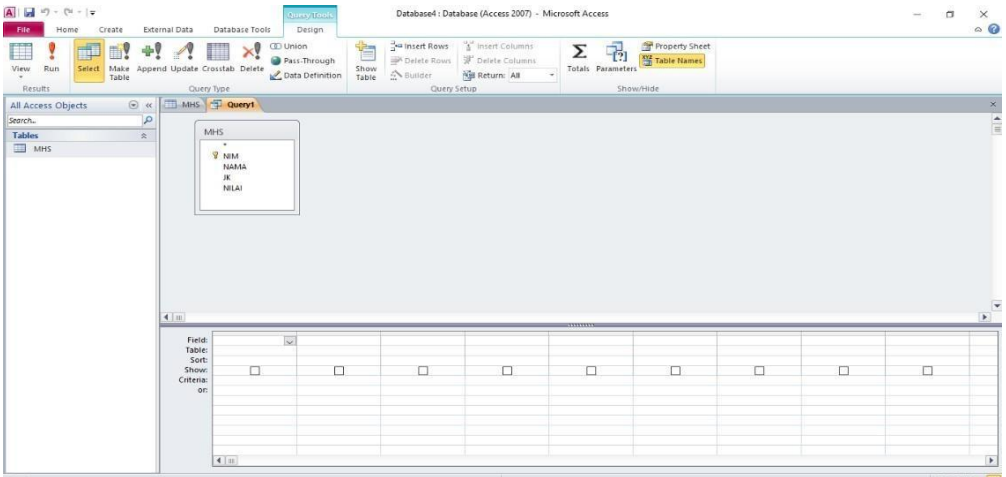 Query Tools
Database4 : Database (Access 2007) - Microsoft Access
File Home Create External Data Database Tools Design
View Run Select Make Table Append Update Crosstab Delete
Union
Pass-Through
Data Definition
Show Table
Insert Rows
Delete Rows
Builder
Insert Columns
Delete Columns
Return: All
Totals Parameters
Property Sheet
Table Names
Results Query Type Query Setup Show/Hide
All Access Objects
Search...
Tables
MHS
MHS Query1
MHS
*
NIM
NAMA
JK
NILAI
Field:
Table:
Sort:
Show:
Criteria:
or: